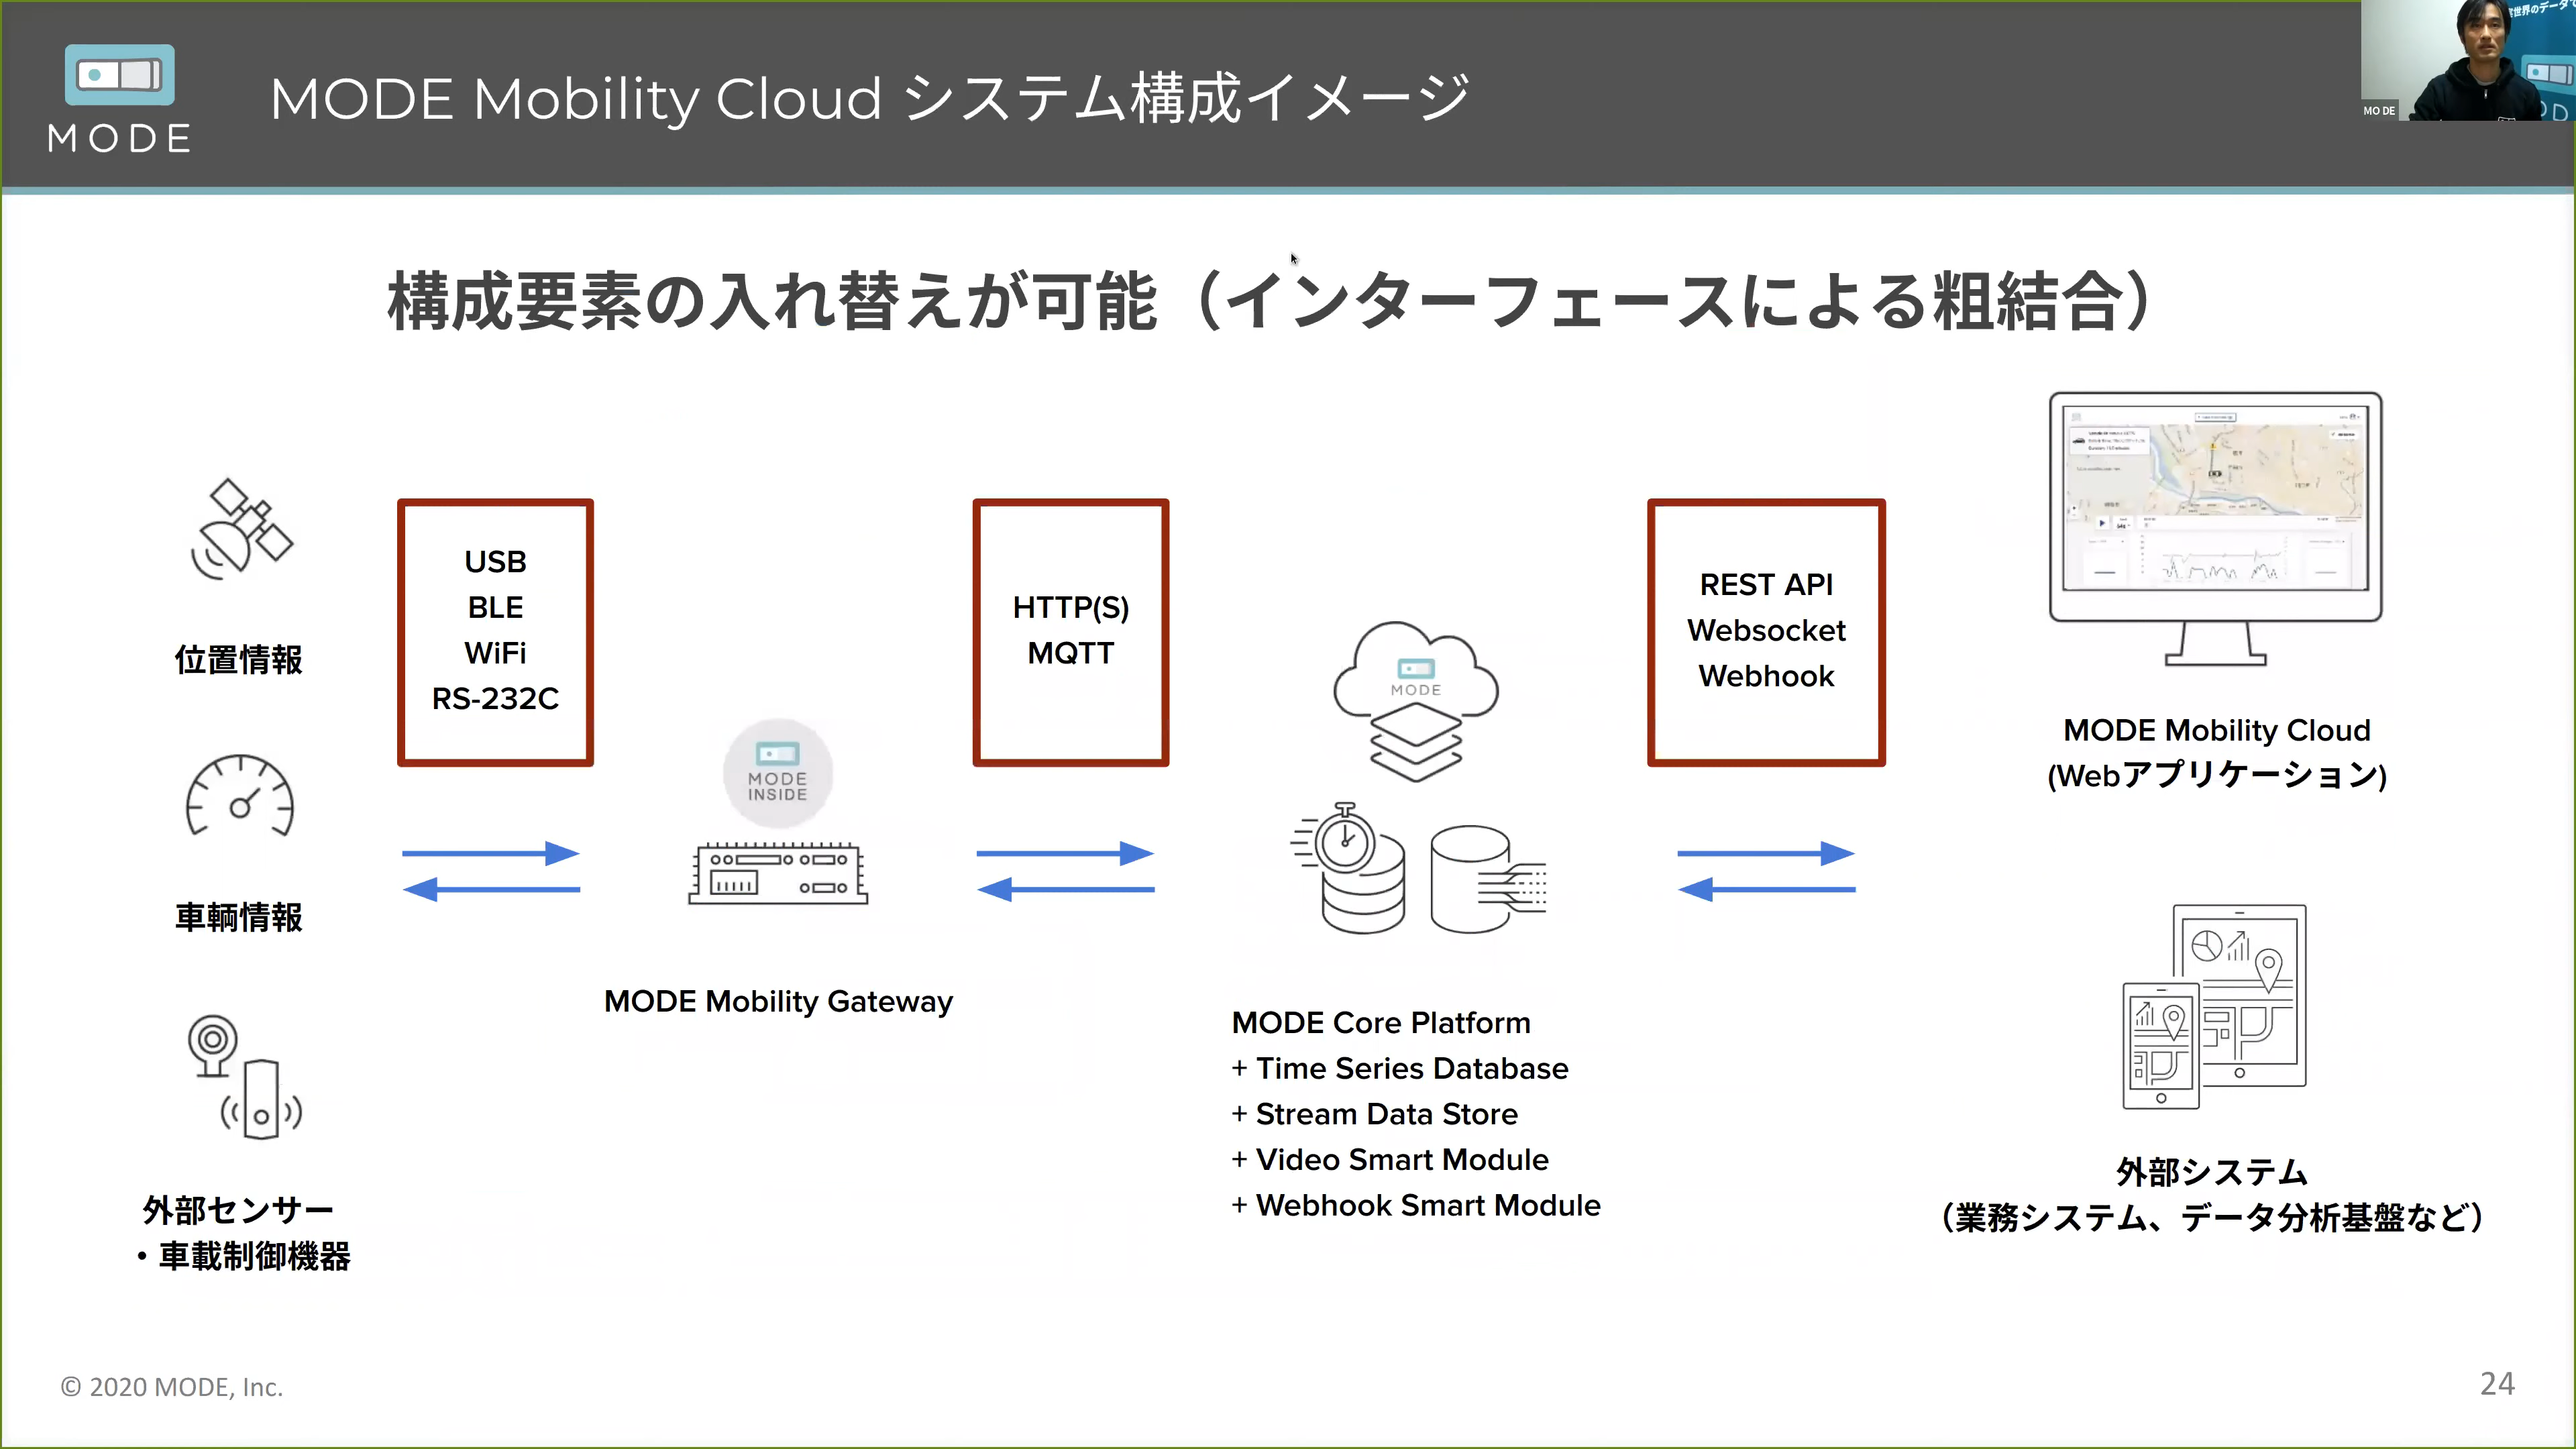 MODE
MODE Mobility Cloud システム構成イメージ
MO DE
構成要素の入れ替えが可能（インターフェースによる粗結合）
位置情報
車輌情報
外部センサー
・車載制御機器
USB
BLE
WiFi
RS-232C
MODE
INSIDE
MODE Mobility Gateway
HTTP(S)
MQTT
MODE
MODE Core Platform
+ Time Series Database
+ Stream Data Store
+ Video Smart Module
+ Webhook Smart Module
REST API
Websocket
Webhook
MODE Mobility Cloud
(Webアプリケーション)
外部システム
（業務システム、データ分析基盤など）
© 2020 MODE, Inc.
24